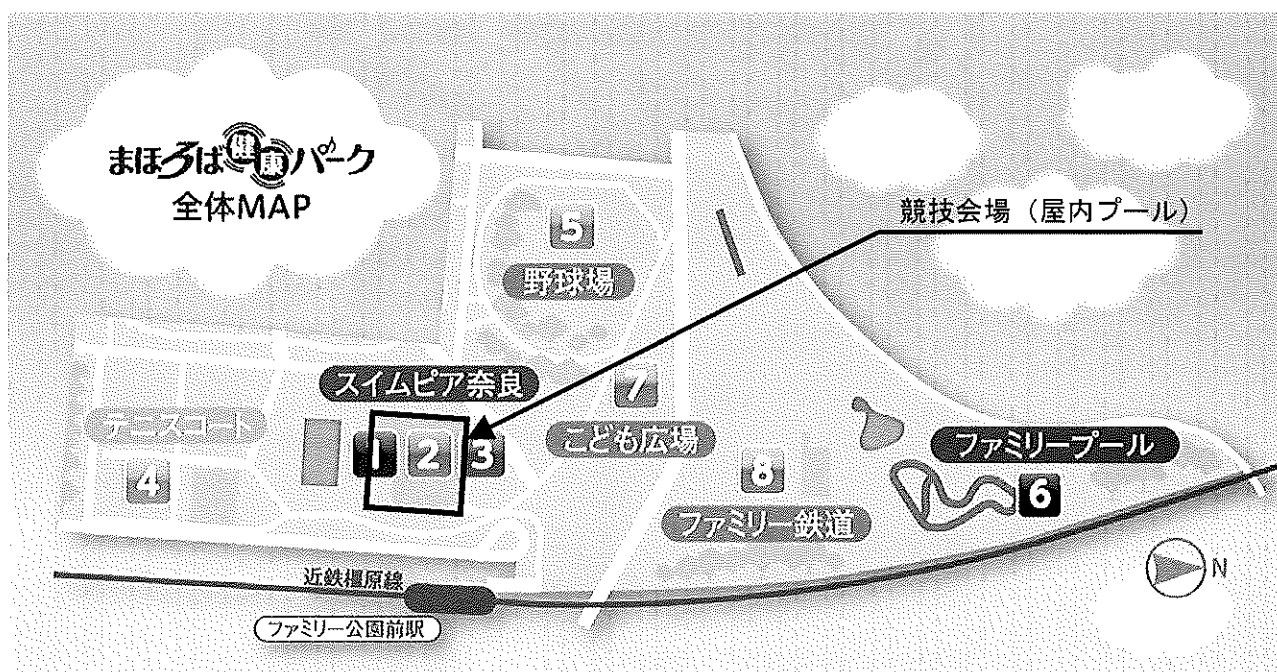 まほろば健康パーク
全体MAP
競技会場（屋内プール）
5
野球場
スイムピア奈良
7
こども広場
テニスコート
4
1
2
3
8
ファミリー鉄道
ファミリープール
6
近鉄橿原線
ファミリー公園前駅
N